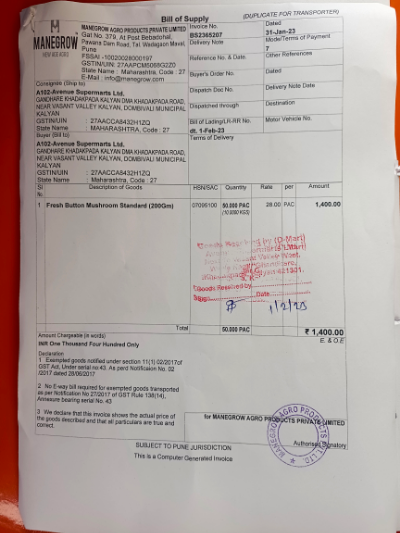 Bill of Supply
(DUPLICATE FOR TRANSPORTER)
MANEGROW
MANEGROW AGRO PRODUCTS PRIVATE LIMITED
Gat No. 379, At Post Bebadohal,
Pawana Dam Road, Tal. Wadagaon Maval,
Pune
FSSAI -10020022000197
GSTIN/UIN: 27AAPCM5069G2Z0
State Name : Maharashtra, Code : 27
E-Mail : info@manegrow.com
Invoice No.
BS2365207
Dated
31-Jan-23
Delivery Note
Mode/Terms of Payment
7
Reference No. & Date.
Other References
Buyer's Order No.
Dated
Dispatch Doc No.
Delivery Note Date
Dispatched through
Destination
Bill of Lading/LR-RR No.
dt. 1-Feb-23
Motor Vehicle No.
Terms of Delivery
Consignee (Ship to)
A102-Avenue Supermarts Ltd.
GANDHARE KHADAKPADA KALYAN DMA KHADAKPADA ROAD,
NEAR VASANT VALLEY KALYAN, DOMBIVALI MUNICIPAL
KALYAN
GSTIN/UIN : 27AACCA8432H1ZQ
State Name : MAHARASHTRA, Code : 27
Buyer (Bill to)
A102-Avenue Supermarts Ltd.
GANDHARE KHADAKPADA KALYAN DMA KHADAKPADA ROAD,
NEAR VASANT VALLEY KALYAN, DOMBIVALI MUNICIPAL
KALYAN
GSTIN/UIN : 27AACCA8432H1ZQ
State Name : Maharashtra, Code : 27
Sl Description of Goods HSN/SAC Quantity Rate per Amount
1 Fresh Button Mushroom Standard (200Gm) 07095100 50.000 PAC 28.00 PAC 1,400.00
(10.0000 KGS)
(D-Mart)
421301.
Goods Received by
Date
1/2/23
Total 50.000 PAC ₹ 1,400.00
Amount Chargeable (in words)
E. & O.E
INR One Thousand Four Hundred Only
Declaration
1 Exempted goods notified under section 11(1) 02/2017of
GST Act, Under serial no 43. As perd Notification No. 02
/2017 dated 28/06/2017
2 No E-way bill required for exempted goods transported
as per Notification No 27/2017 of GST Rule 138(14),
Annexure bearing serial No. 43
3 We declare that this invoice shows the actual price of
the goods described and that all particulars are true and
correct.
for MANEGROW AGRO PRODUCTS PRIVATE LIMITED
MANEGROW AGRO PRODUCTS PVT. LTD.
Authorised Signatory
SUBJECT TO PUNE JURISDICTION
This is a Computer Generated Invoice